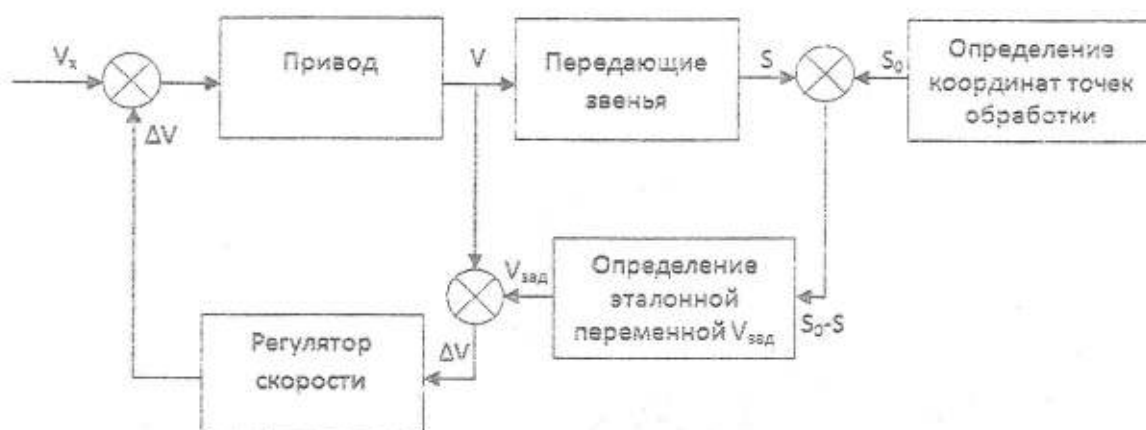 Vₓ
Привод
V
Передающие
звенья
S
S₀
Определение
координат точек
обработки
ΔV
Vзад
Определение
эталонной
переменной Vзад
S₀-S
Регулятор
скорости
ΔV